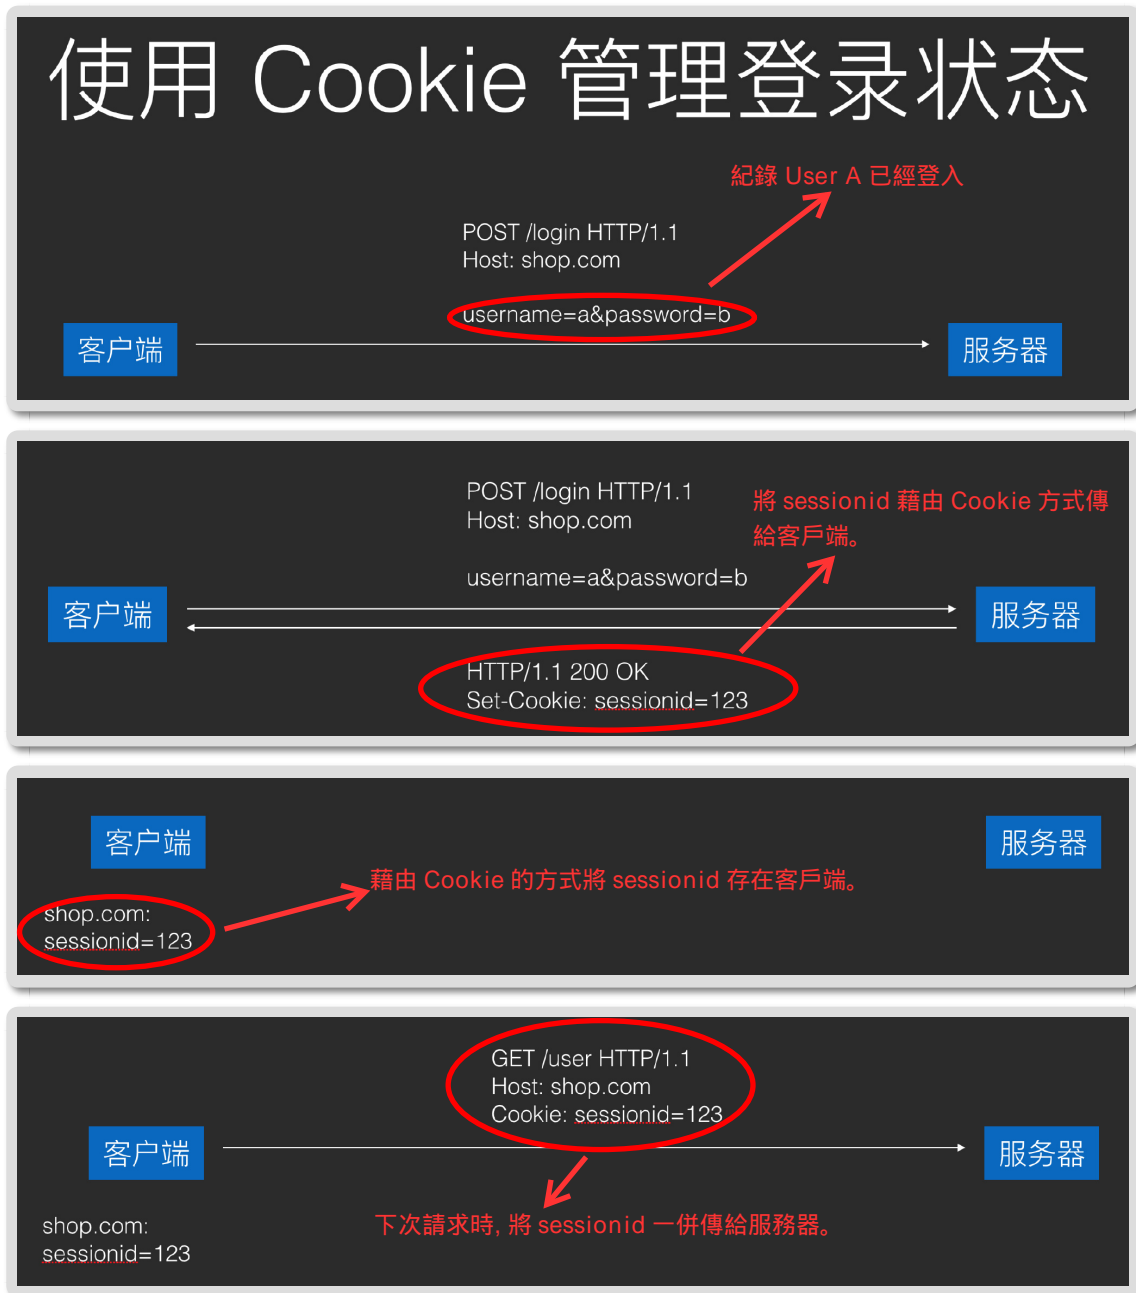 使用 Cookie 管理登录状态
紀錄 User A 已經登入
POST /login HTTP/1.1
Host: shop.com
username=a&password=b
客户端
服务器
POST /login HTTP/1.1
Host: shop.com
將 sessionid 藉由 Cookie 方式傳
給客戶端。
username=a&password=b
客户端
服务器
HTTP/1.1 200 OK
Set-Cookie: sessionid=123
客户端
服务器
藉由 Cookie 的方式將 sessionid 存在客戶端。
shop.com:
sessionid=123
GET /user HTTP/1.1
Host: shop.com
Cookie: sessionid=123
客户端
服务器
下次請求時, 將 sessionid 一併傳給服務器。
shop.com:
sessionid=123